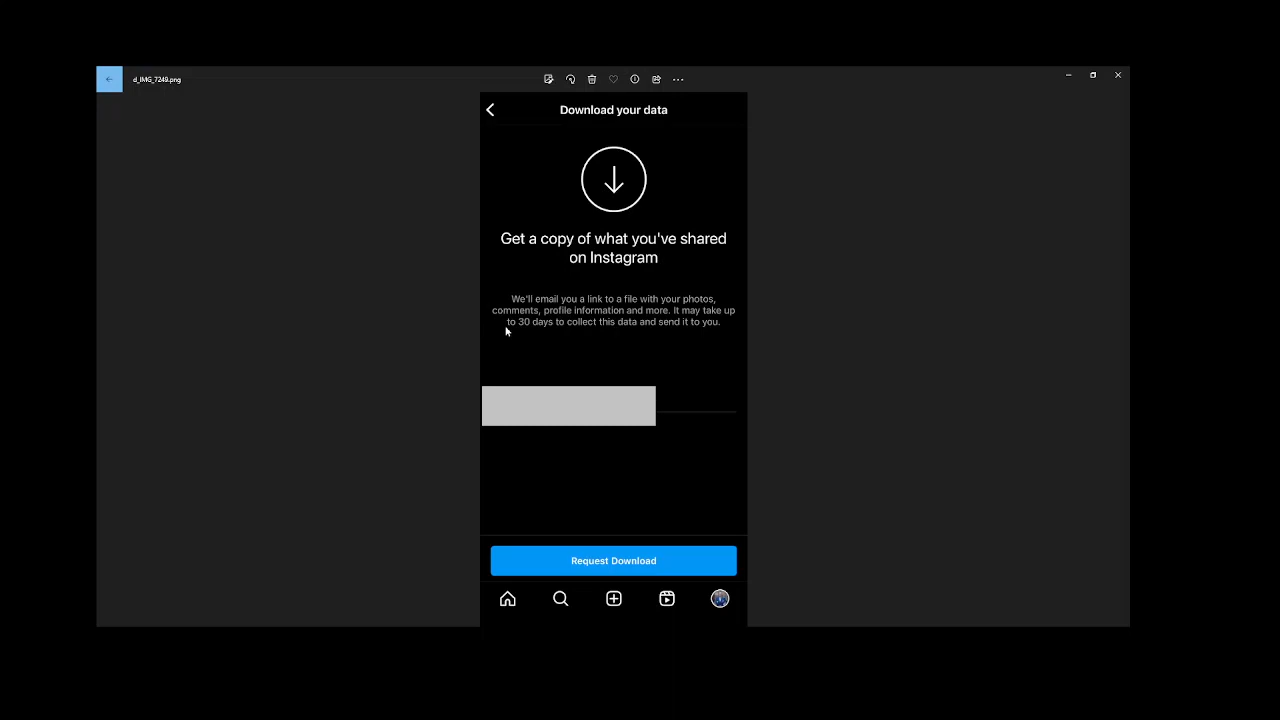 d_IMG_7249.png
Download your data
Get a copy of what you've shared
on Instagram
We'll email you a link to a file with your photos,
comments, profile information and more. It may take up
to 30 days to collect this data and send it to you.
Request Download